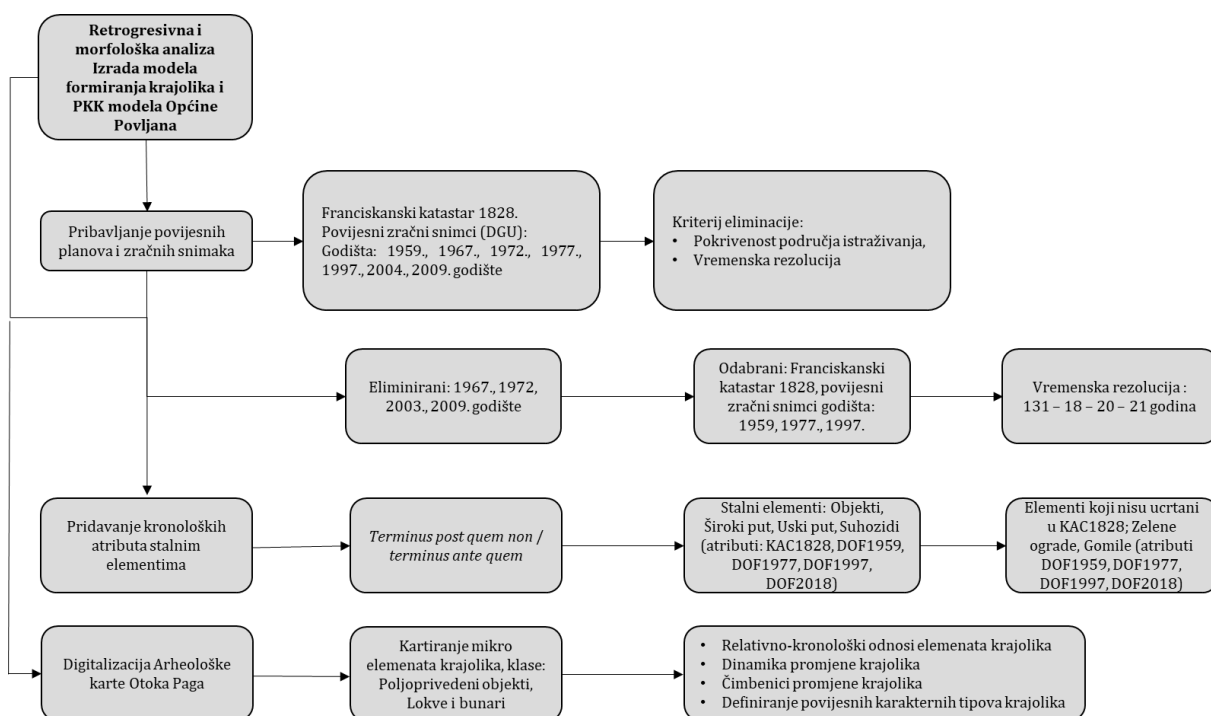 Retrogresivna i
morfološka analiza
Izrada modela
formiranja krajolika i
PKK modela Općine
Povljana
Pribavljanje povijesnih
planova i zračnih snimaka
Franciskanski katastar 1828.
Povijesni zračni snimci (DGU):
Godišta: 1959., 1967., 1972., 1977.,
1997., 2004., 2009. godište
Kriterij eliminacije:
• Pokrivenost područja istraživanja,
• Vremenska rezolucija
Eliminirani: 1967., 1972,
2003., 2009. godište
Odabrani: Franciskanski
katastar 1828, povijesni
zračni snimci godišta:
1959, 1977., 1997.
Vremenska rezolucija :
131 – 18 – 20 – 21 godina
Pridavanje kronoloških
atributa stalnim
elementima
Terminus post quem non /
terminus ante quem
Stalni elementi: Objekti,
Široki put, Uski put, Suhozidi
(atributi: KAC1828, DOF1959,
DOF1977, DOF1997,
DOF2018)
Elementi koji nisu ucrtani
u KAC1828; Zelene
ograde, Gomile (atributi
DOF1959, DOF1977,
DOF1997, DOF2018)
Digitalizacija Arheološke
karte Otoka Paga
Kartiranje mikro
elemenata krajolika, klase:
Poljoprivedeni objekti,
Lokve i bunari
• Relativno-kronološki odnosi elemenata krajolika
• Dinamika promjene krajolika
• Čimbenici promjene krajolika
• Definiranje povijesnih karakternih tipova krajolika